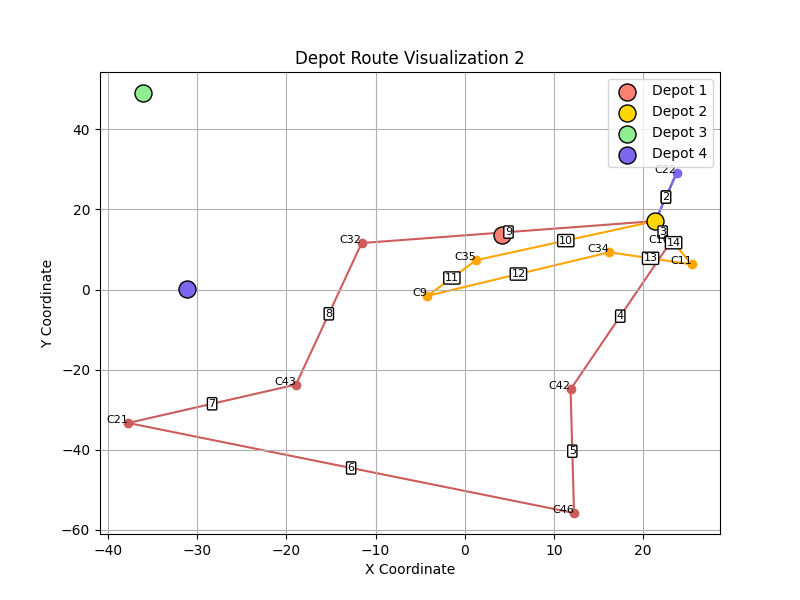 Depot Route Visualization 2
Depot 1
Depot 2
Depot 3
Depot 4
Y Coordinate
X Coordinate
40
20
0
−20
−40
−60
−40
−30
−20
−10
0
10
20
C22
2
3
14
C11
13
C34
C32
9
10
C35
11
12
C9
8
4
C43
7
C42
C21
5
6
C46